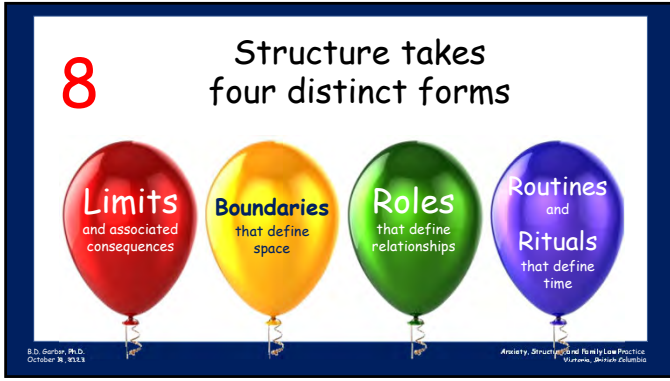 8
Structure takes
four distinct forms
Limits
and associated
consequences
Boundaries
that define
space
Roles
that define
relationships
Routines
and
Rituals
that define
time
B.D. Garber, Ph.D.
October 2023
Anxiety, Structure and Family Law Practice
Victoria, British Columbia